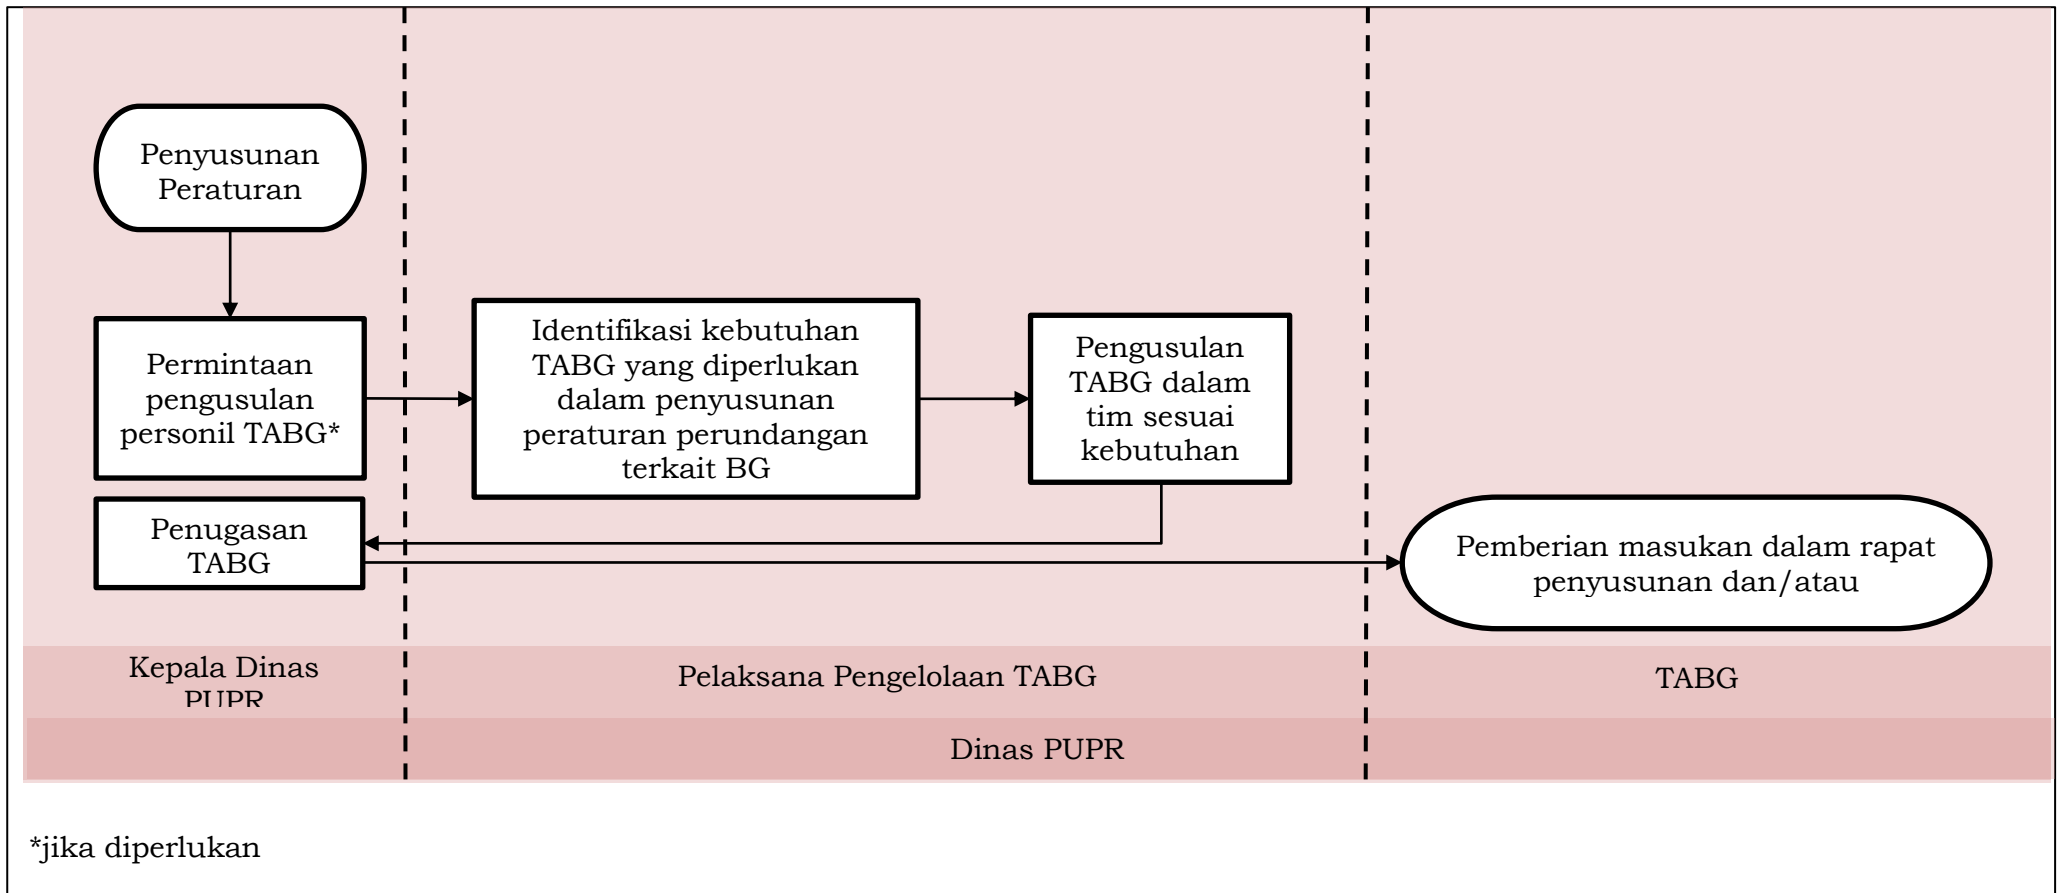 Penyusunan
Peraturan
Permintaan
pengusulan
personil TABG*
Identifikasi kebutuhan
TABG yang diperlukan
dalam penyusunan
peraturan perundangan
terkait BG
Pengusulan
TABG dalam
tim sesuai
kebutuhan
Penugasan
TABG
Pemberian masukan dalam rapat
penyusunan dan/atau
Kepala Dinas
PUPR
Pelaksana Pengelolaan TABG
TABG
Dinas PUPR
*jika diperlukan